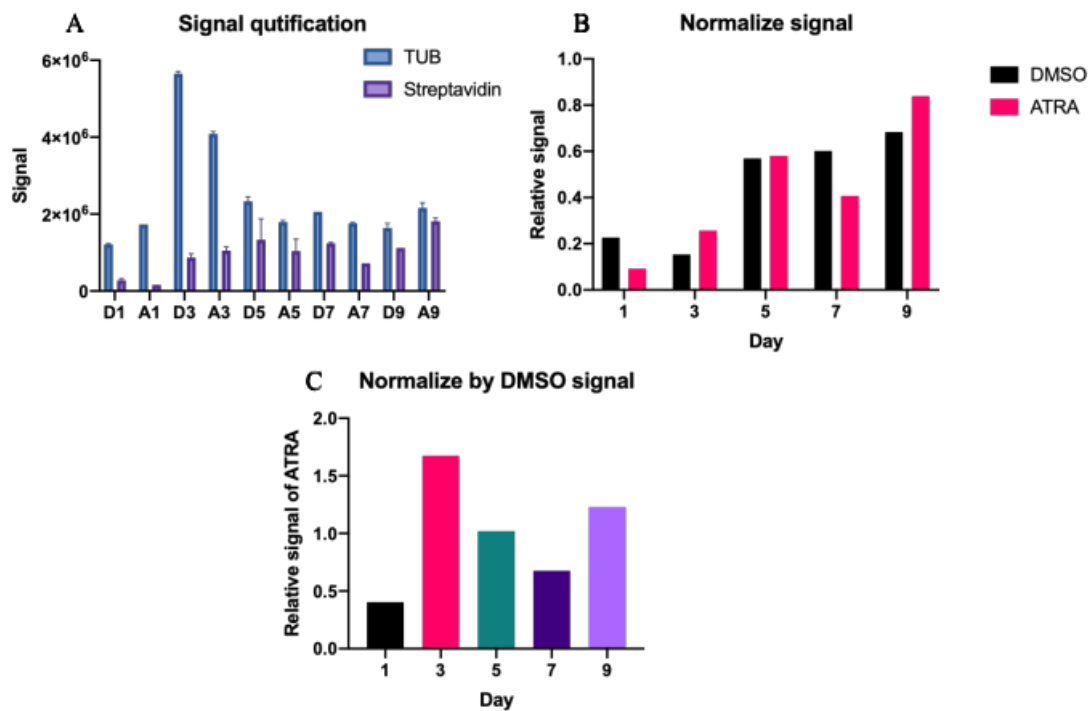 A
Signal qutification
TUB
Streptavidin
Signal
6×10⁶
4×10⁶
2×10⁶
0
D1 A1 D3 A3 D5 A5 D7 A7 D9 A9
B
Normalize signal
DMSO
ATRA
Relative signal
1.0
0.8
0.6
0.4
0.2
0.0
1 3 5 7 9
Day
C
Normalize by DMSO signal
Relative signal of ATRA
2.0
1.5
1.0
0.5
0.0
1 3 5 7 9
Day